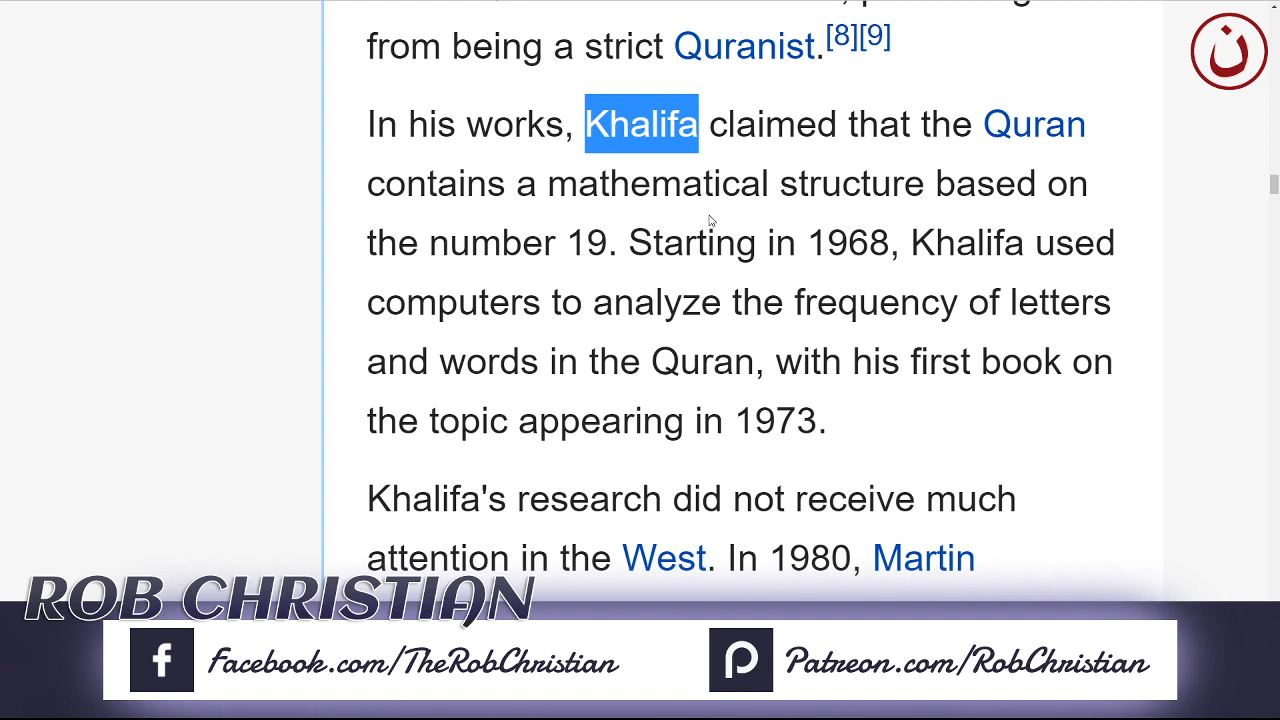 from being a strict Quranist.[8][9]
ن
In his works, Khalifa claimed that the Quran
contains a mathematical structure based on
the number 19. Starting in 1968, Khalifa used
computers to analyze the frequency of letters
and words in the Quran, with his first book on
the topic appearing in 1973.
Khalifa's research did not receive much
attention in the West. In 1980, Martin
ROB CHRISTIAN
f Facebook.com/TheRobChristian
Patreon.com/RobChristian